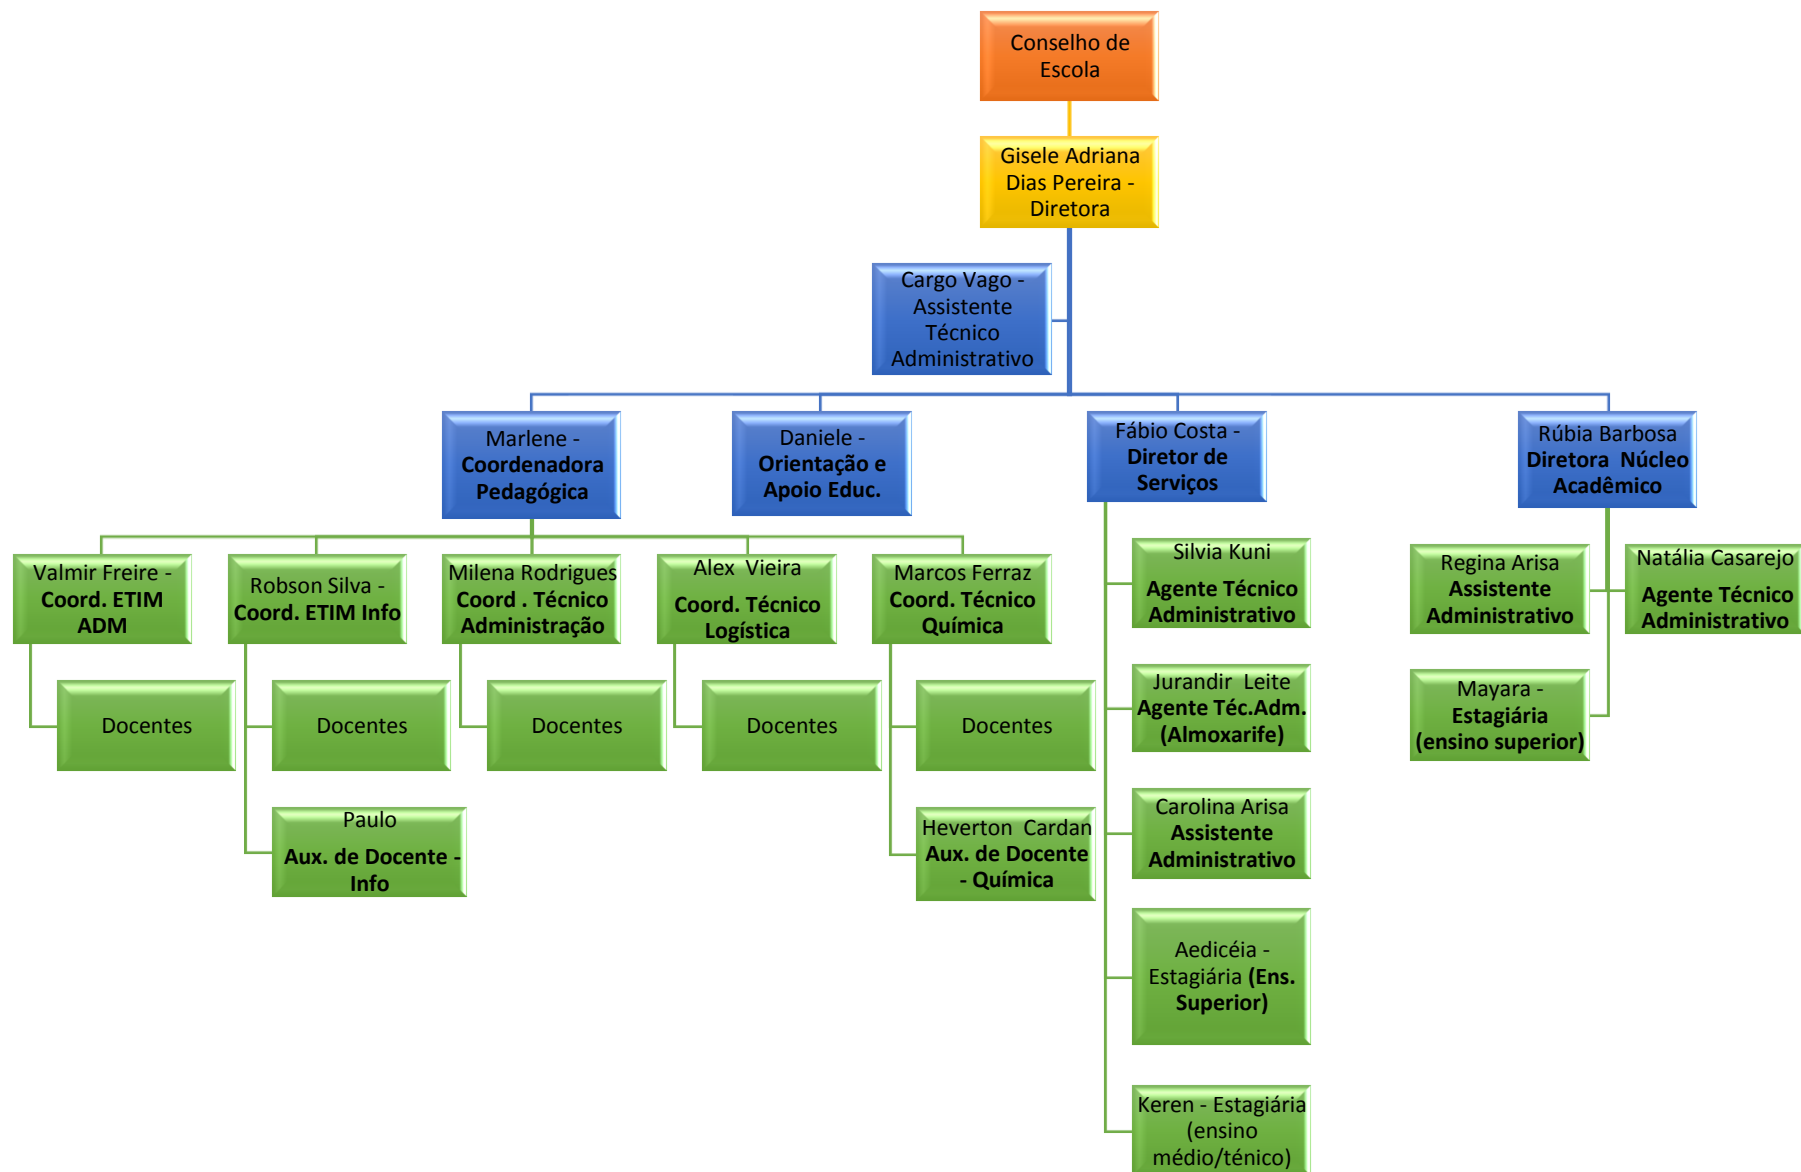 Conselho de
Escola
Gisele Adriana
Dias Pereira -
Diretora
Cargo Vago -
Assistente
Técnico
Administrativo
Marlene -
Coordenadora
Pedagógica
Daniele -
Orientação e
Apoio Educ.
Fábio Costa -
Diretor de
Serviços
Rúbia Barbosa
Diretora Núcleo
Acadêmico
Valmir Freire -
Coord. ETIM
ADM
Robson Silva -
Coord. ETIM Info
Milena Rodrigues
Coord . Técnico
Administração
Alex Vieira
Coord. Técnico
Logística
Marcos Ferraz
Coord. Técnico
Química
Silvia Kuni
Agente Técnico
Administrativo
Regina Arisa
Assistente
Administrativo
Natália Casarejo
Agente Técnico
Administrativo
Docentes
Docentes
Docentes
Docentes
Docentes
Jurandir Leite
Agente Téc.Adm.
(Almoxarife)
Mayara -
Estagiária
(ensino superior)
Paulo
Aux. de Docente -
Info
Heverton Cardan
Aux. de Docente
- Química
Carolina Arisa
Assistente
Administrativo
Aedicéia -
Estagiária (Ens.
Superior)
Keren - Estagiária
(ensino
médio/ténico)